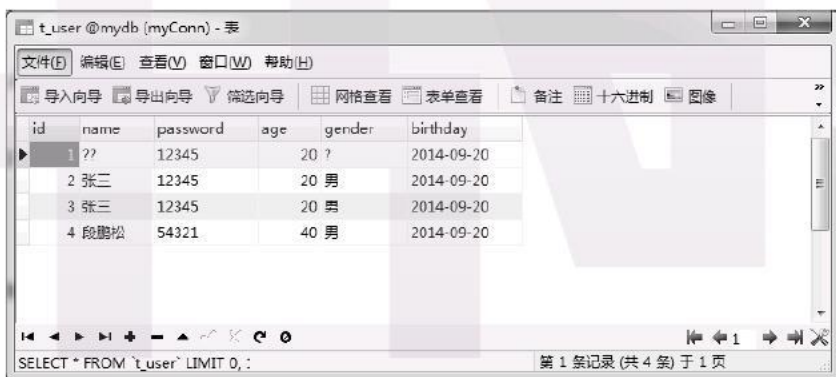 t_user @mydb (myConn) - 表
文件(F) 编辑(E) 查看(V) 窗口(W) 帮助(H)
导入向导 导出向导 筛选向导 网格查看 表单查看 备注 十六进制 图像
id name password age gender birthday
1 ?? 12345 20 ? 2014-09-20
2 张三 12345 20 男 2014-09-20
3 张三 12345 20 男 2014-09-20
4 段鹏松 54321 40 男 2014-09-20
1
SELECT * FROM `t_user` LIMIT 0, : 第 1 条记录 (共 4 条) 于 1 页